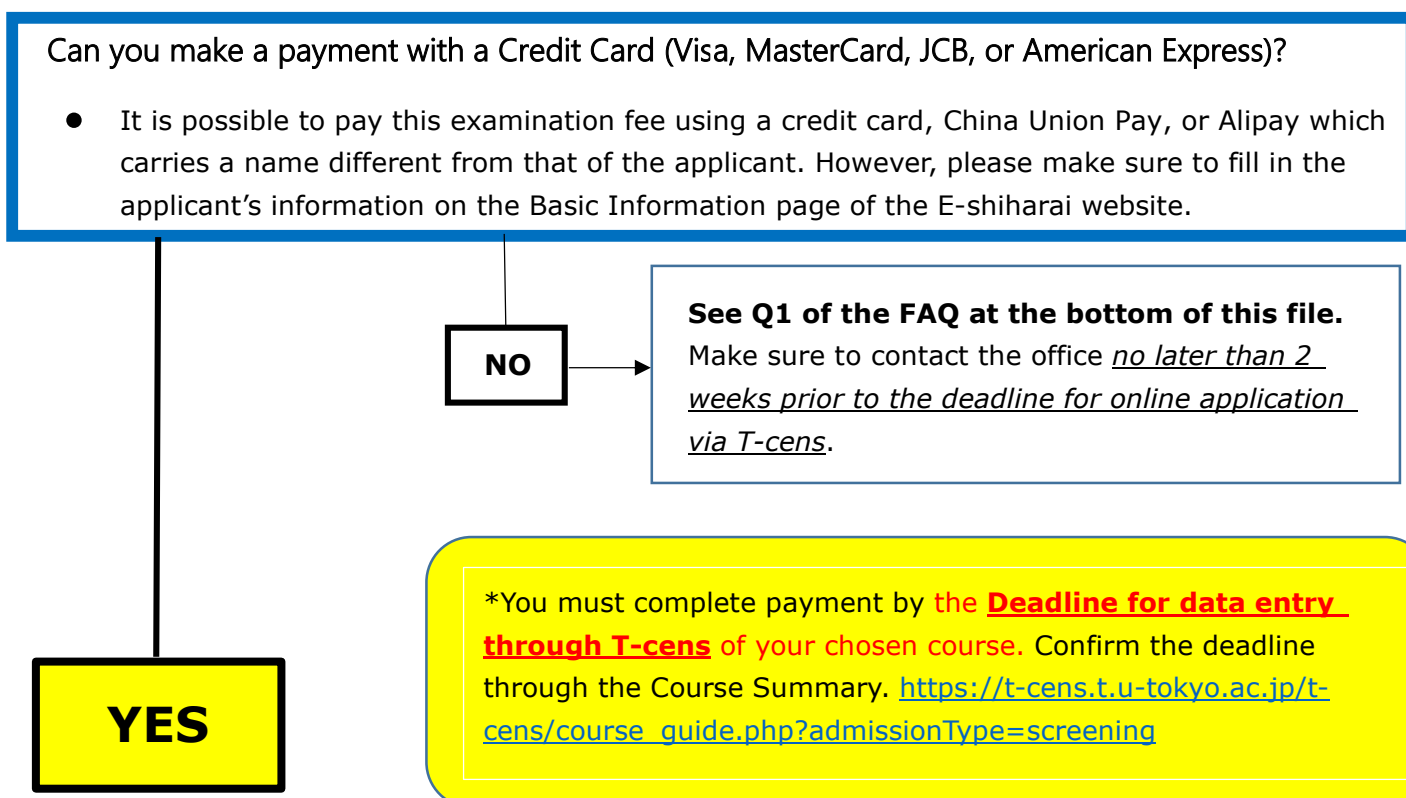 Can you make a payment with a Credit Card (Visa, MasterCard, JCB, or American Express)?
● It is possible to pay this examination fee using a credit card, China Union Pay, or Alipay which
carries a name different from that of the applicant. However, please make sure to fill in the
applicant’s information on the Basic Information page of the E-shiharai website.
NO
See Q1 of the FAQ at the bottom of this file.
Make sure to contact the office no later than 2
weeks prior to the deadline for online application
via T-cens.
*You must complete payment by the Deadline for data entry
through T-cens of your chosen course. Confirm the deadline
through the Course Summary. https://t-cens.t.u-tokyo.ac.jp/t-
cens/course_guide.php?admissionType=screening
YES